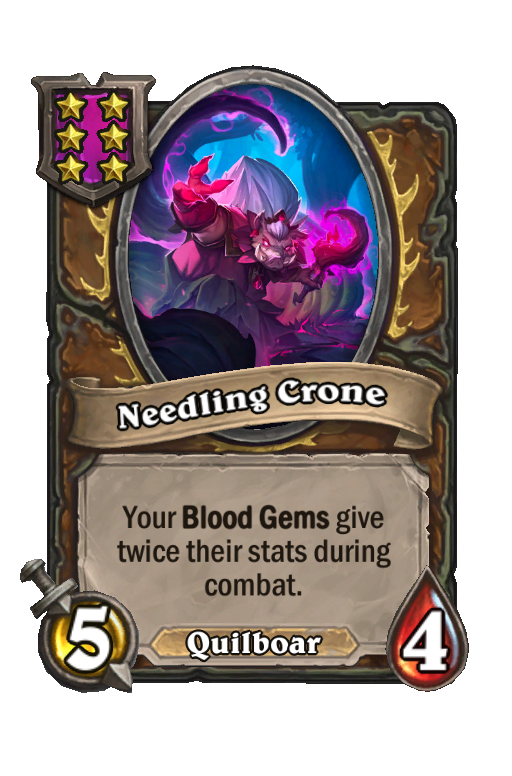 Needling Crone
Your Blood Gems give
twice their stats during
combat.
5
Quilboar
4